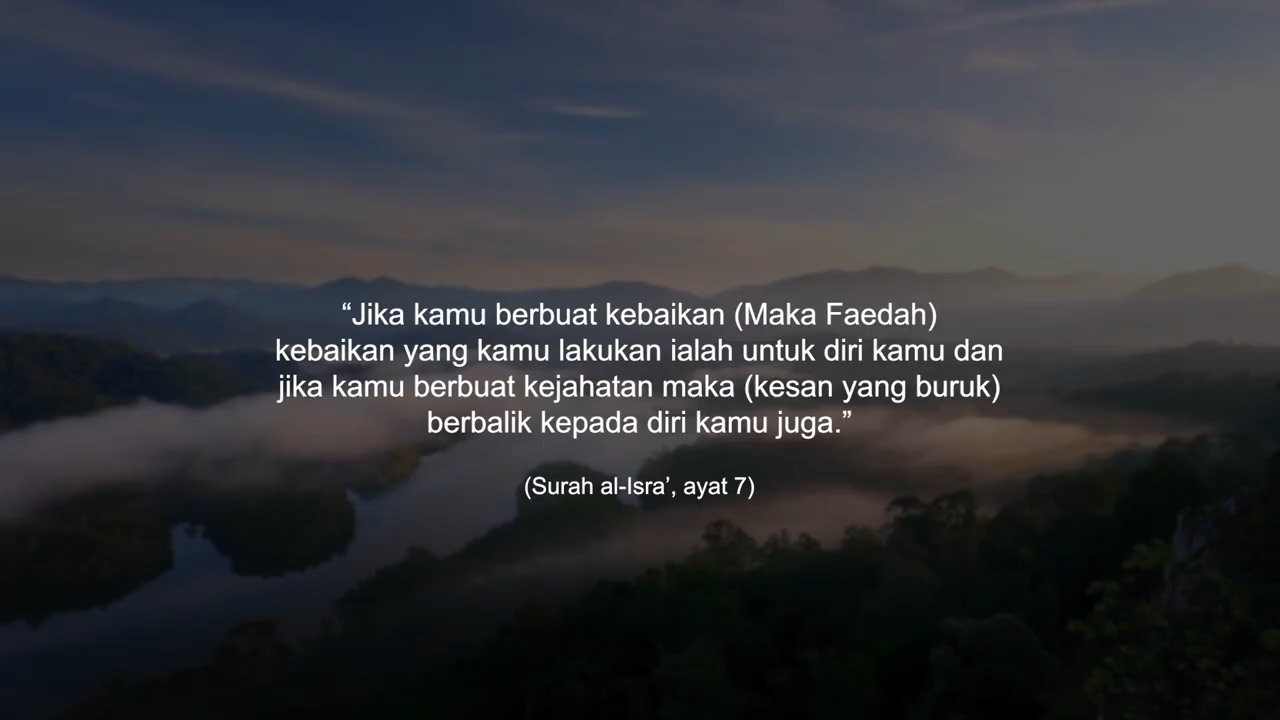 “Jika kamu berbuat kebaikan (Maka Faedah)
kebaikan yang kamu lakukan ialah untuk diri kamu dan
jika kamu berbuat kejahatan maka (kesan yang buruk)
berbalik kepada diri kamu juga.”
(Surah al-Isra’, ayat 7)